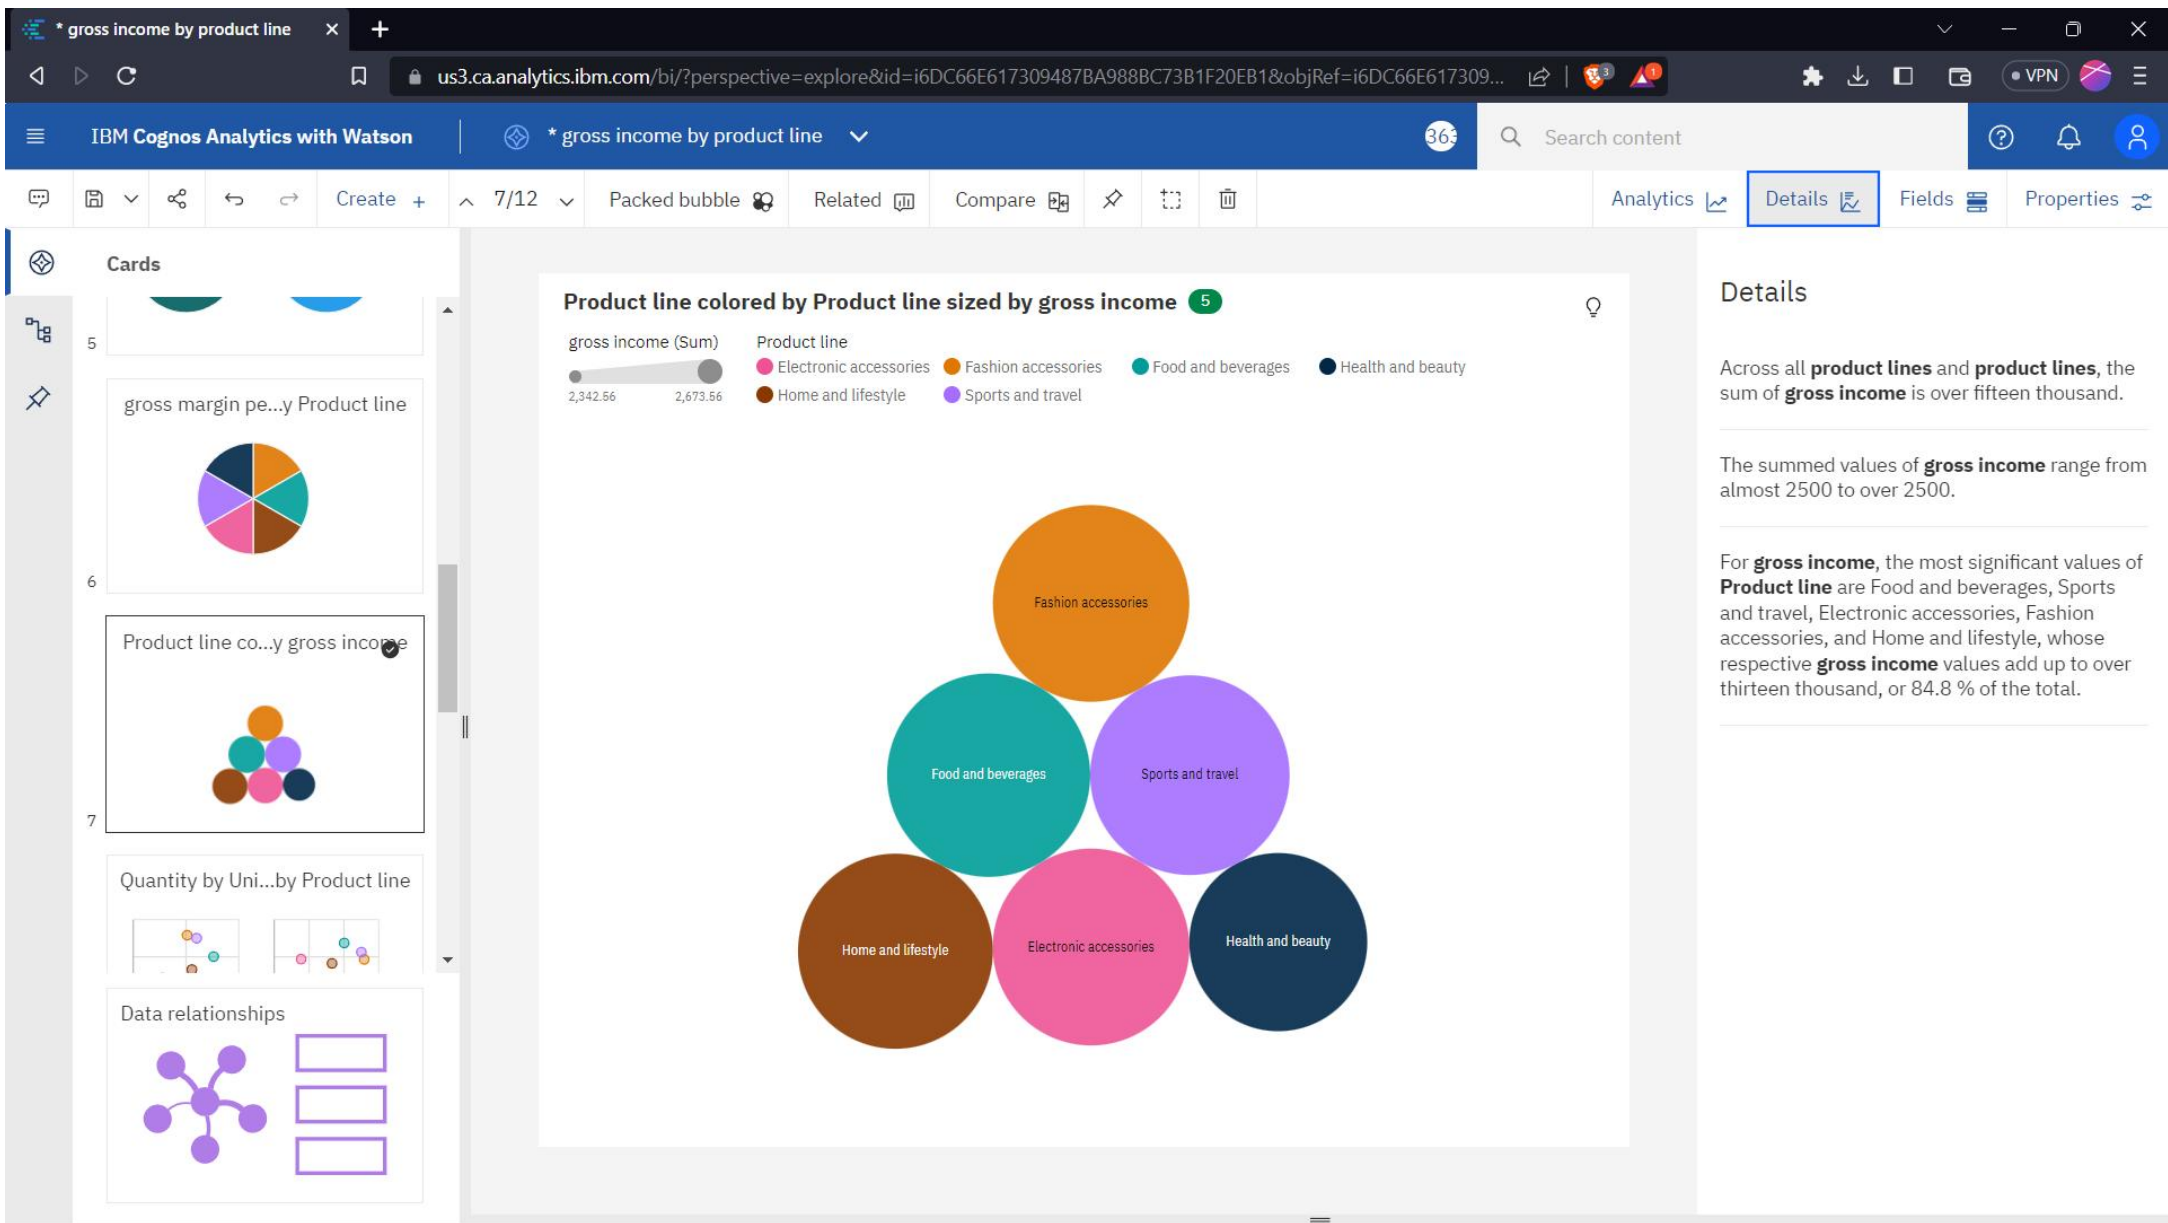 * gross income by product line
us3.ca.analytics.ibm.com/bi/?perspective=explore&id=i6DC66E617309487BA988BC73B1F20EB1&objRef=i6DC66E617309...
3
1
VPN
IBM Cognos Analytics with Watson
* gross income by product line
363
Search content
Create +
7/12
Packed bubble
Related
Compare
Analytics
Details
Fields
Properties
Cards
5
gross margin pe...y Product line
6
Product line co...y gross income
7
Quantity by Uni...by Product line
Data relationships
Product line colored by Product line sized by gross income 5
gross income (Sum)
2,342.56 2,673.56
Product line
Electronic accessories Fashion accessories Food and beverages Health and beauty
Home and lifestyle Sports and travel
Fashion accessories
Food and beverages
Sports and travel
Home and lifestyle
Electronic accessories
Health and beauty
Details
Across all product lines and product lines, the
sum of gross income is over fifteen thousand.
The summed values of gross income range from
almost 2500 to over 2500.
For gross income, the most significant values of
Product line are Food and beverages, Sports
and travel, Electronic accessories, Fashion
accessories, and Home and lifestyle, whose
respective gross income values add up to over
thirteen thousand, or 84.8 % of the total.